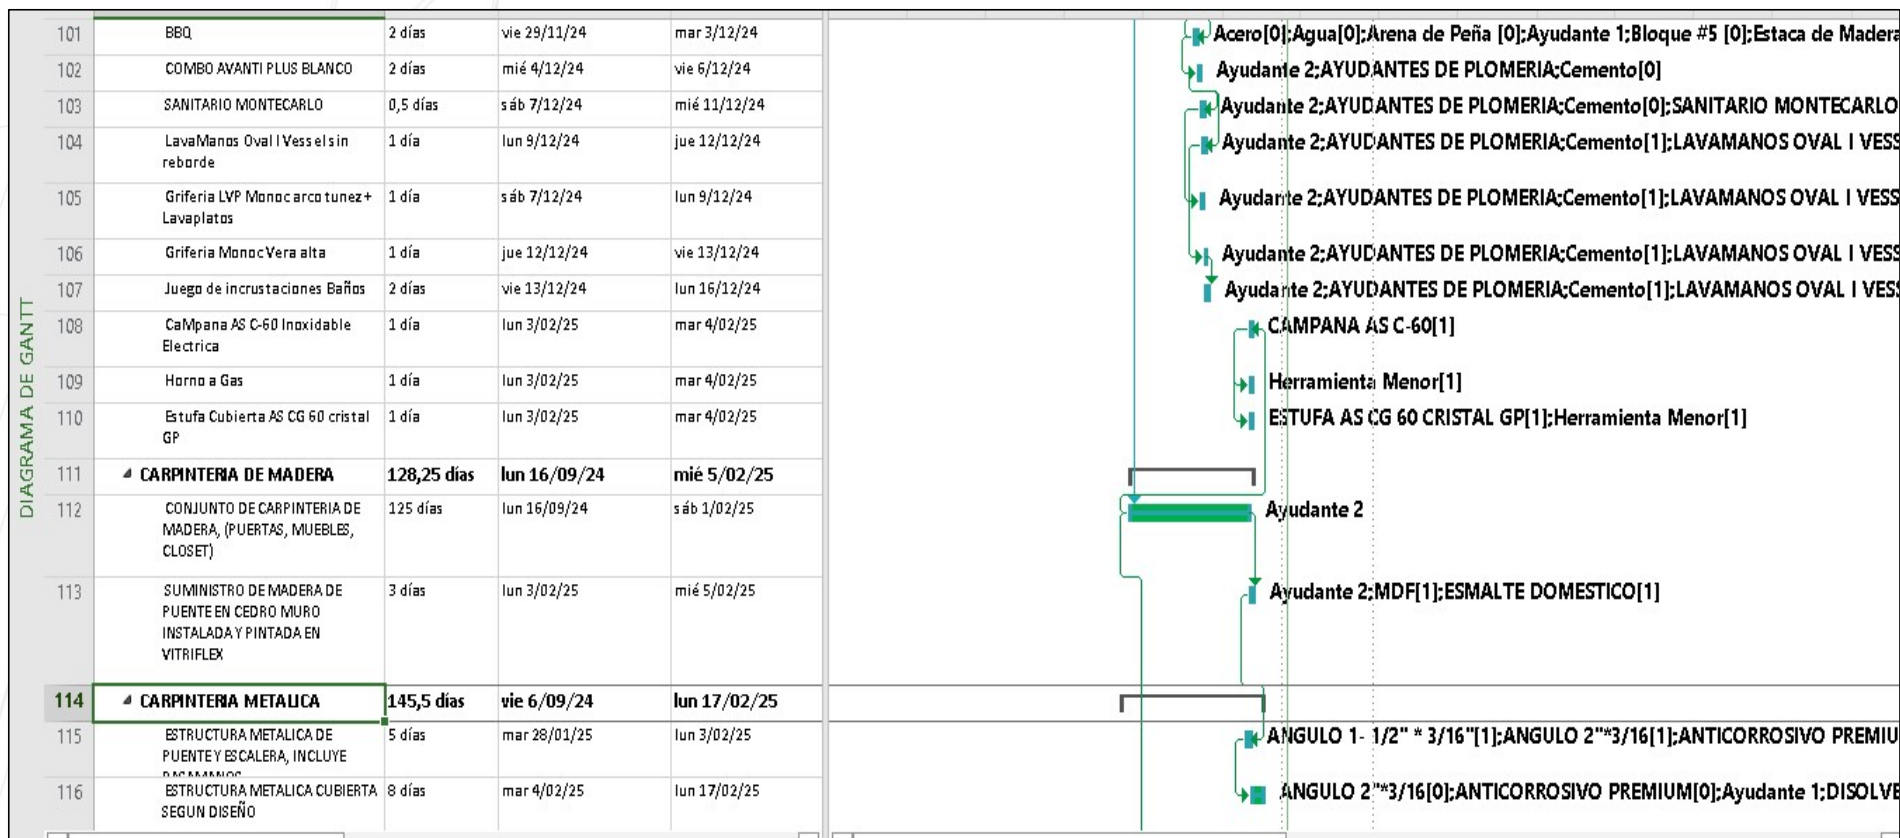 DIAGRAMA DE GANTT
101 BBQ 2 días vie 29/11/24 mar 3/12/24 Acero[0];Agua[0];Arena de Peña [0];Ayudante 1;Bloque #5 [0];Estaca de Madera
102 COMBO AVANTI PLUS BLANCO 2 días mié 4/12/24 vie 6/12/24 Ayudante 2;AYUDANTES DE PLOMERIA;Cemento[0]
103 SANITARIO MONTECARLO 0,5 días sáb 7/12/24 mié 11/12/24 Ayudante 2;AYUDANTES DE PLOMERIA;Cemento[0];SANITARIO MONTECARLO
104 LavaManos Oval I Vessel sin 1 día lun 9/12/24 jue 12/12/24 Ayudante 2;AYUDANTES DE PLOMERIA;Cemento[1];LAVAMANOS OVAL I VESS
reborde
105 Griferia LVP Monoc arco tunez+ 1 día sáb 7/12/24 lun 9/12/24 Ayudante 2;AYUDANTES DE PLOMERIA;Cemento[1];LAVAMANOS OVAL I VESS
Lavaplatos
106 Griferia Monoc Vera alta 1 día jue 12/12/24 vie 13/12/24 Ayudante 2;AYUDANTES DE PLOMERIA;Cemento[1];LAVAMANOS OVAL I VESS
107 Juego de incrustaciones Baños 2 días vie 13/12/24 lun 16/12/24 Ayudante 2;AYUDANTES DE PLOMERIA;Cemento[1];LAVAMANOS OVAL I VES
108 CaMpana AS C-60 Inoxidable 1 día lun 3/02/25 mar 4/02/25 CAMPANA AS C-60[1]
Electrica
109 Horno a Gas 1 día lun 3/02/25 mar 4/02/25 Herramienta Menor[1]
110 Estufa Cubierta AS CG 60 cristal 1 día lun 3/02/25 mar 4/02/25 ESTUFA AS CG 60 CRISTAL GP[1];Herramienta Menor[1]
GP
111 CARPINTERIA DE MADERA 128,25 días lun 16/09/24 mié 5/02/25
112 CONJUNTO DE CARPINTERIA DE 125 días lun 16/09/24 sáb 1/02/25 Ayudante 2
MADERA, (PUERTAS, MUEBLES,
CLOSET)
113 SUMINISTRO DE MADERA DE 3 días lun 3/02/25 mié 5/02/25 Ayudante 2;MDF[1];ESMALTE DOMESTICO[1]
PUENTE EN CEDRO MURO
INSTALADA Y PINTADA EN
VITRIFLEX
114 CARPINTERIA METALICA 145,5 días vie 6/09/24 lun 17/02/25
115 ESTRUCTURA METALICA DE 5 días mar 28/01/25 lun 3/02/25 ANGULO 1- 1/2" * 3/16"[1];ANGULO 2"*3/16[1];ANTICORROSIVO PREMIU
PUENTE Y ESCALERA, INCLUYE
116 ESTRUCTURA METALICA CUBIERTA 8 días mar 4/02/25 lun 17/02/25 ANGULO 2"*3/16[0];ANTICORROSIVO PREMIUM[0];Ayudante 1;DISOLVE
SEGUN DISEÑO